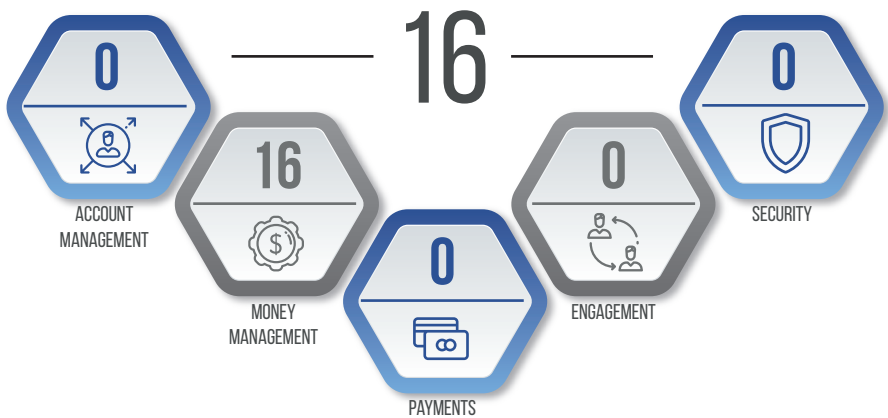 16
0
ACCOUNT
MANAGEMENT
16
$
MONEY
MANAGEMENT
0
PAYMENTS
0
ENGAGEMENT
0
SECURITY